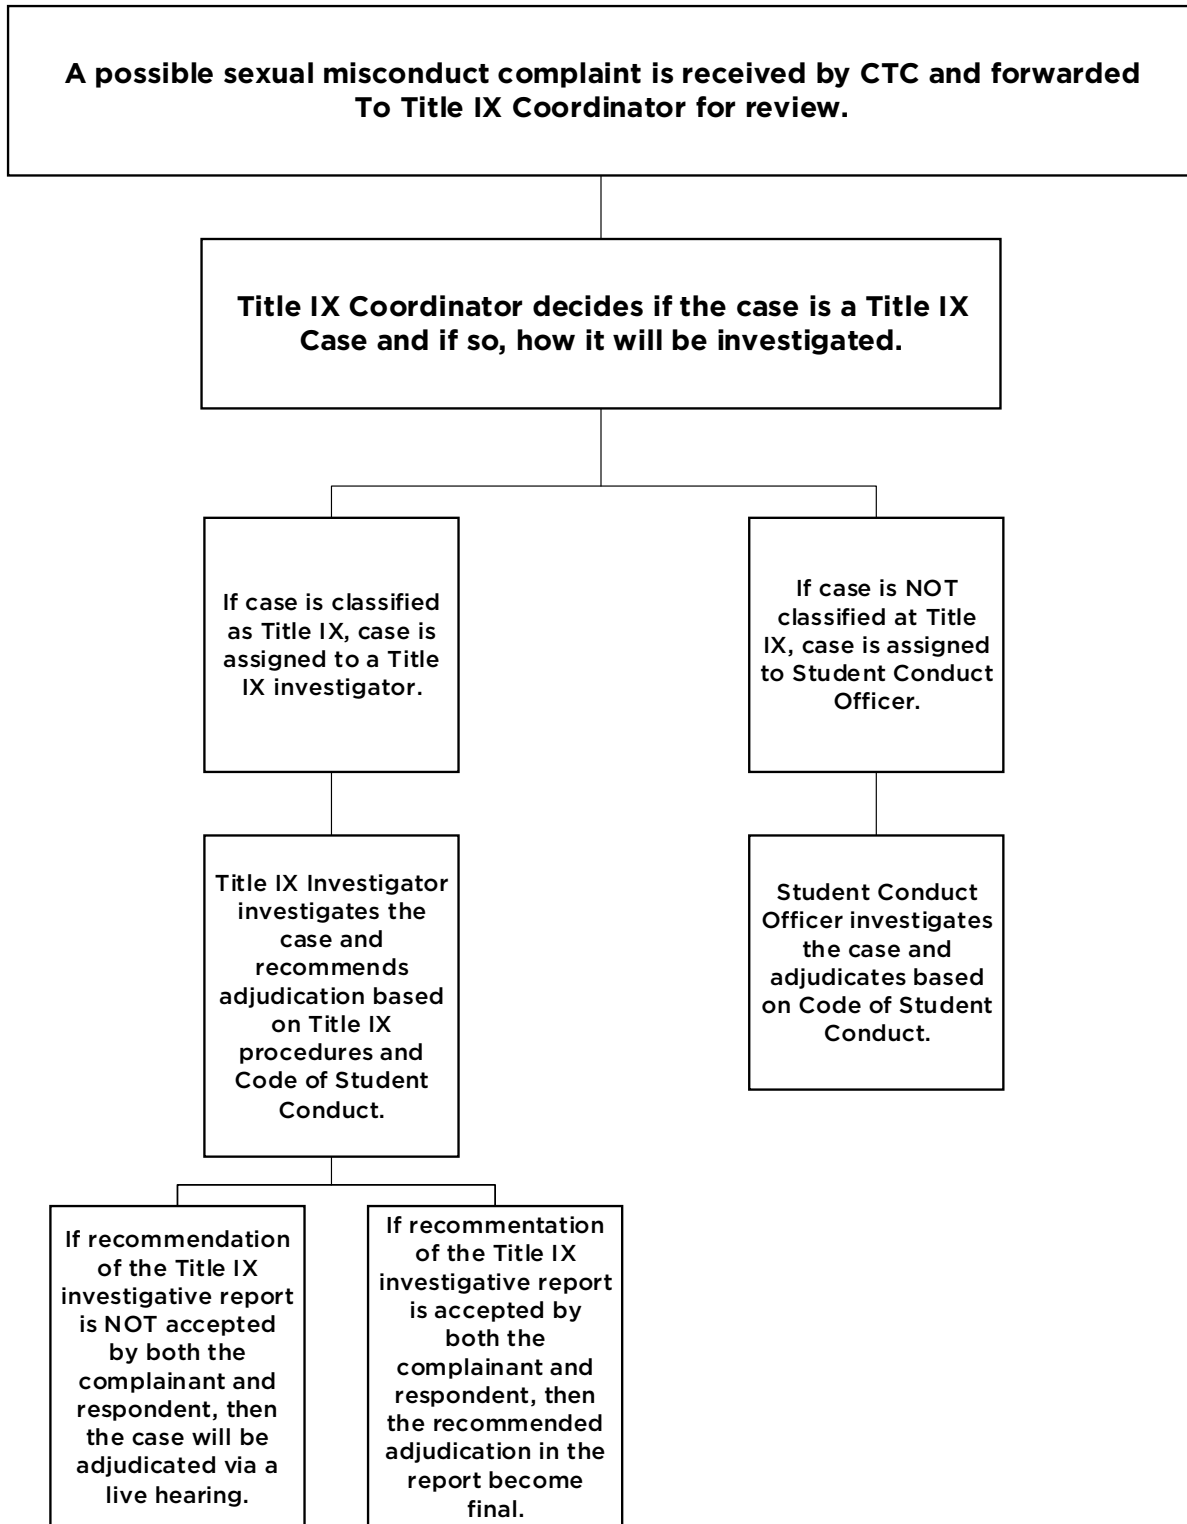 A possible sexual misconduct complaint is received by CTC and forwarded
To Title IX Coordinator for review.
Title IX Coordinator decides if the case is a Title IX
Case and if so, how it will be investigated.
If case is classified
as Title IX, case is
assigned to a Title
IX investigator.
If case is NOT
classified at Title
IX, case is assigned
to Student Conduct
Officer.
Title IX Investigator
investigates the
case and
recommends
adjudication based
on Title IX
procedures and
Code of Student
Conduct.
Student Conduct
Officer investigates
the case and
adjudicates based
on Code of Student
Conduct.
If recommendation
of the Title IX
investigative report
is NOT accepted
by both the
complainant and
respondent, then
the case will be
adjudicated via a
live hearing.
If recommentation
of the Title IX
investigative report
is accepted by
both the
complainant and
respondent, then
the recommended
adjudication in the
report become
final.